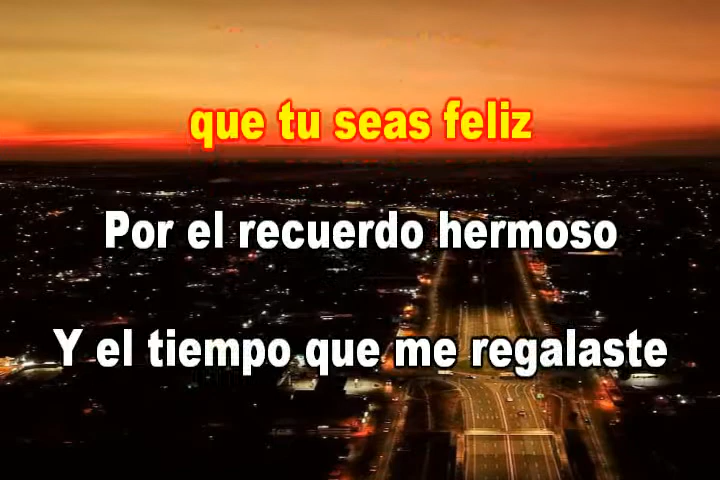 que tu seas feliz
Por el recuerdo hermoso
Y el tiempo que me regalaste